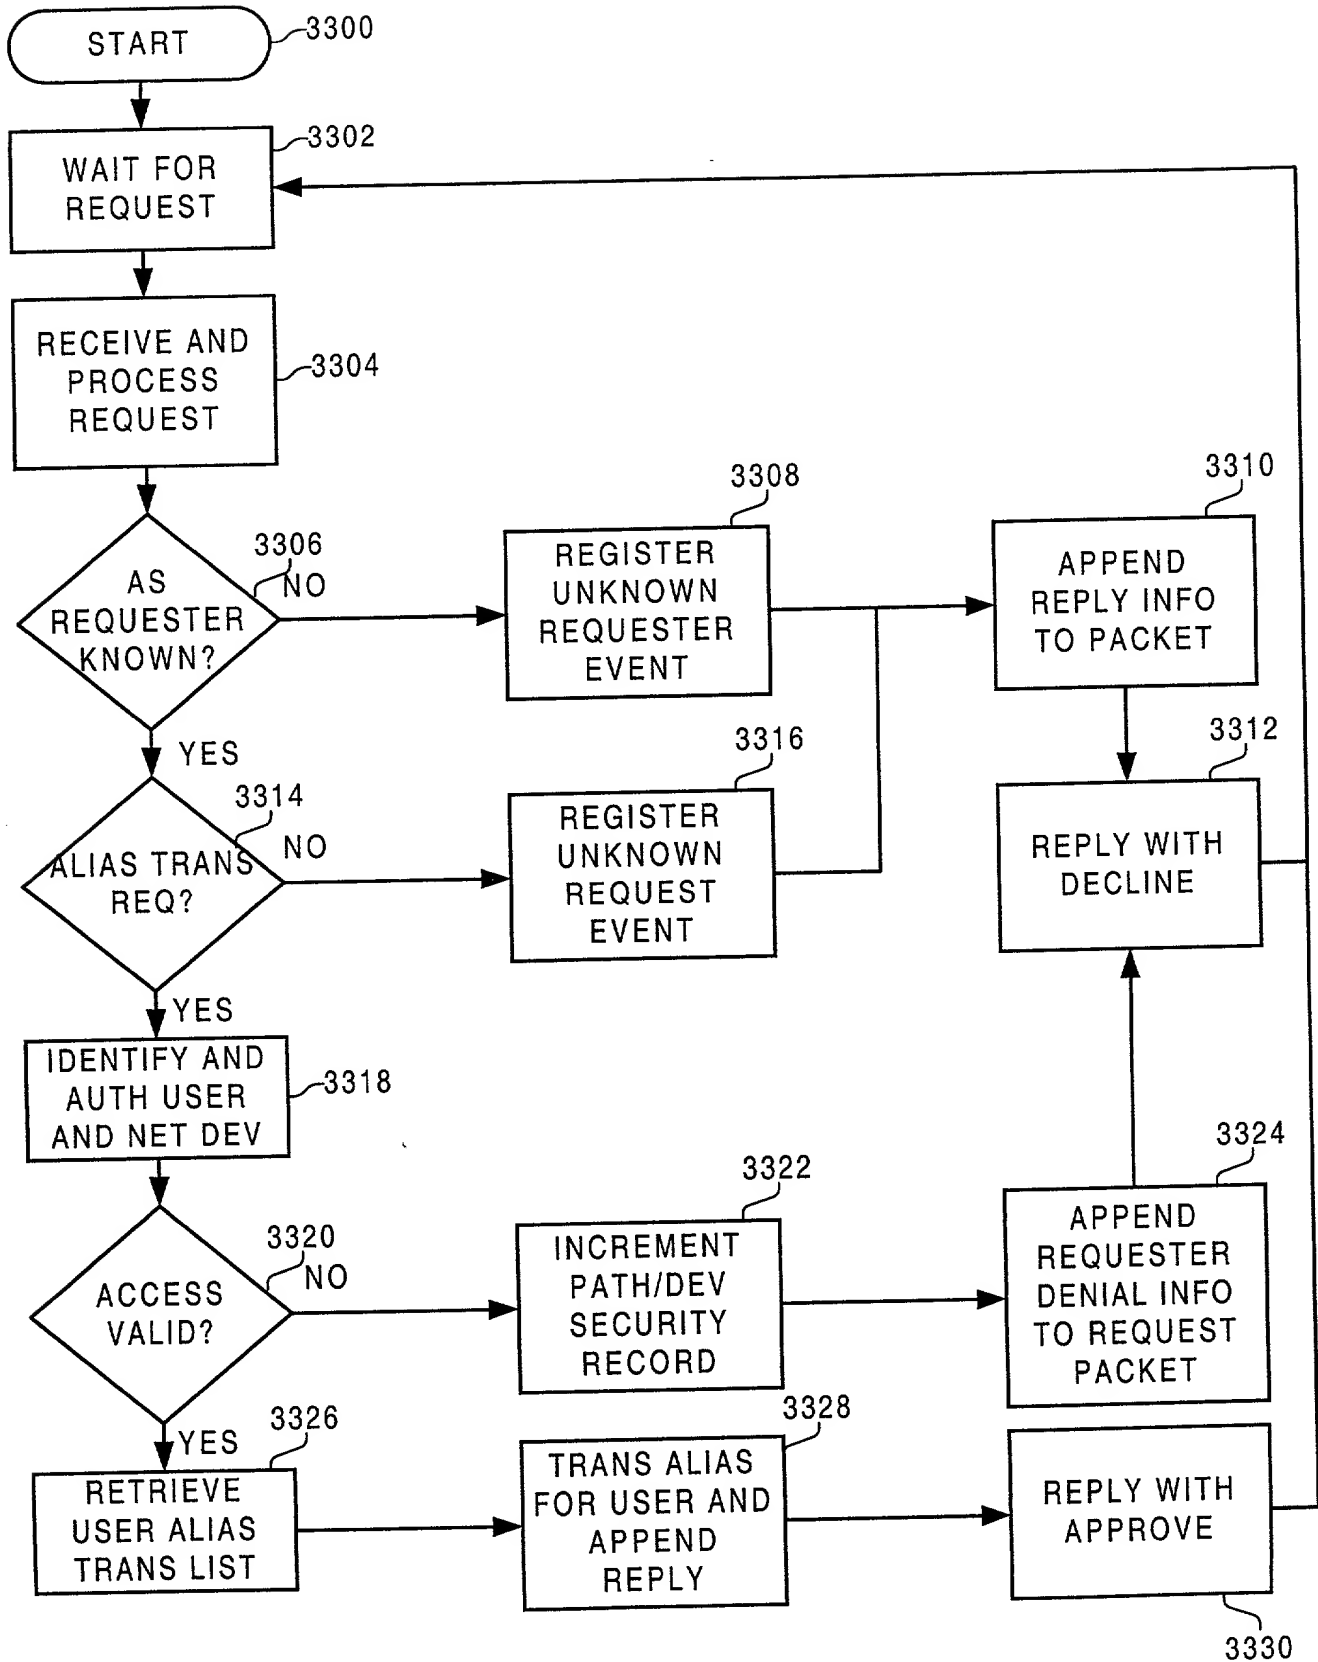 START
3300
3302
WAIT FOR
REQUEST
RECEIVE AND
PROCESS
REQUEST
3304
3306
NO
AS
REQUESTER
KNOWN?
3308
REGISTER
UNKNOWN
REQUESTER
EVENT
3310
APPEND
REPLY INFO
TO PACKET
YES
3314
NO
ALIAS TRANS
REQ?
3316
REGISTER
UNKNOWN
REQUEST
EVENT
3312
REPLY WITH
DECLINE
YES
IDENTIFY AND
AUTH USER
AND NET DEV
3318
3320
NO
ACCESS
VALID?
3322
INCREMENT
PATH/DEV
SECURITY
RECORD
3324
APPEND
REQUESTER
DENIAL INFO
TO REQUEST
PACKET
YES
3326
RETRIEVE
USER ALIAS
TRANS LIST
3328
TRANS ALIAS
FOR USER AND
APPEND
REPLY
REPLY WITH
APPROVE
3330